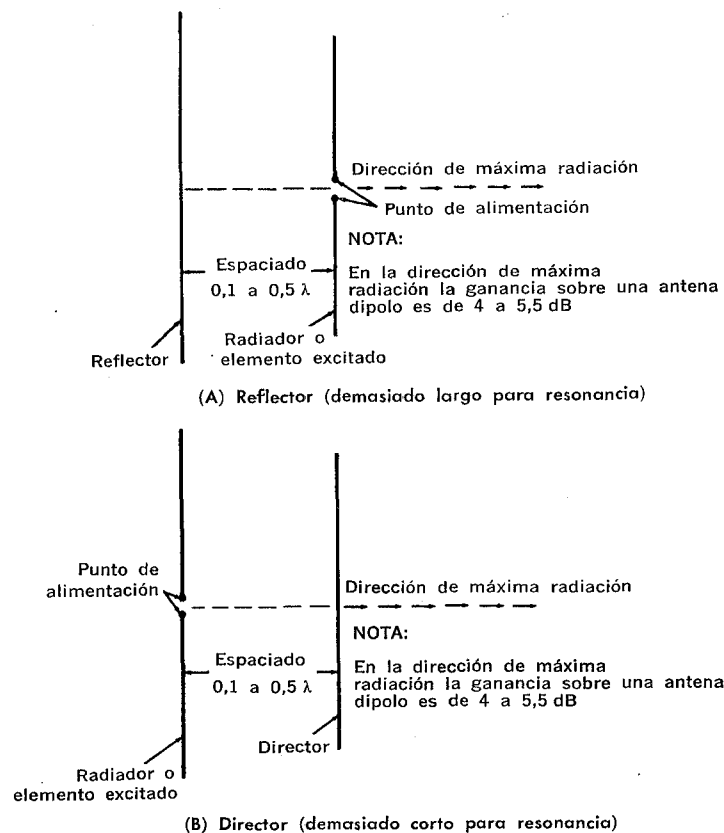 Dirección de máxima radiación
Punto de alimentación
NOTA:
En la dirección de máxima
radiación la ganancia sobre una antena
dipolo es de 4 a 5,5 dB
Espaciado
0,1 a 0,5 λ
Radiador o
elemento excitado
Reflector
(A) Reflector (demasiado largo para resonancia)
Punto de
alimentación
Dirección de máxima radiación
NOTA:
En la dirección de máxima
radiación la ganancia sobre una antena
dipolo es de 4 a 5,5 dB
Espaciado
0,1 a 0,5 λ
Director
Radiador o
elemento excitado
(B) Director (demasiado corto para resonancia)